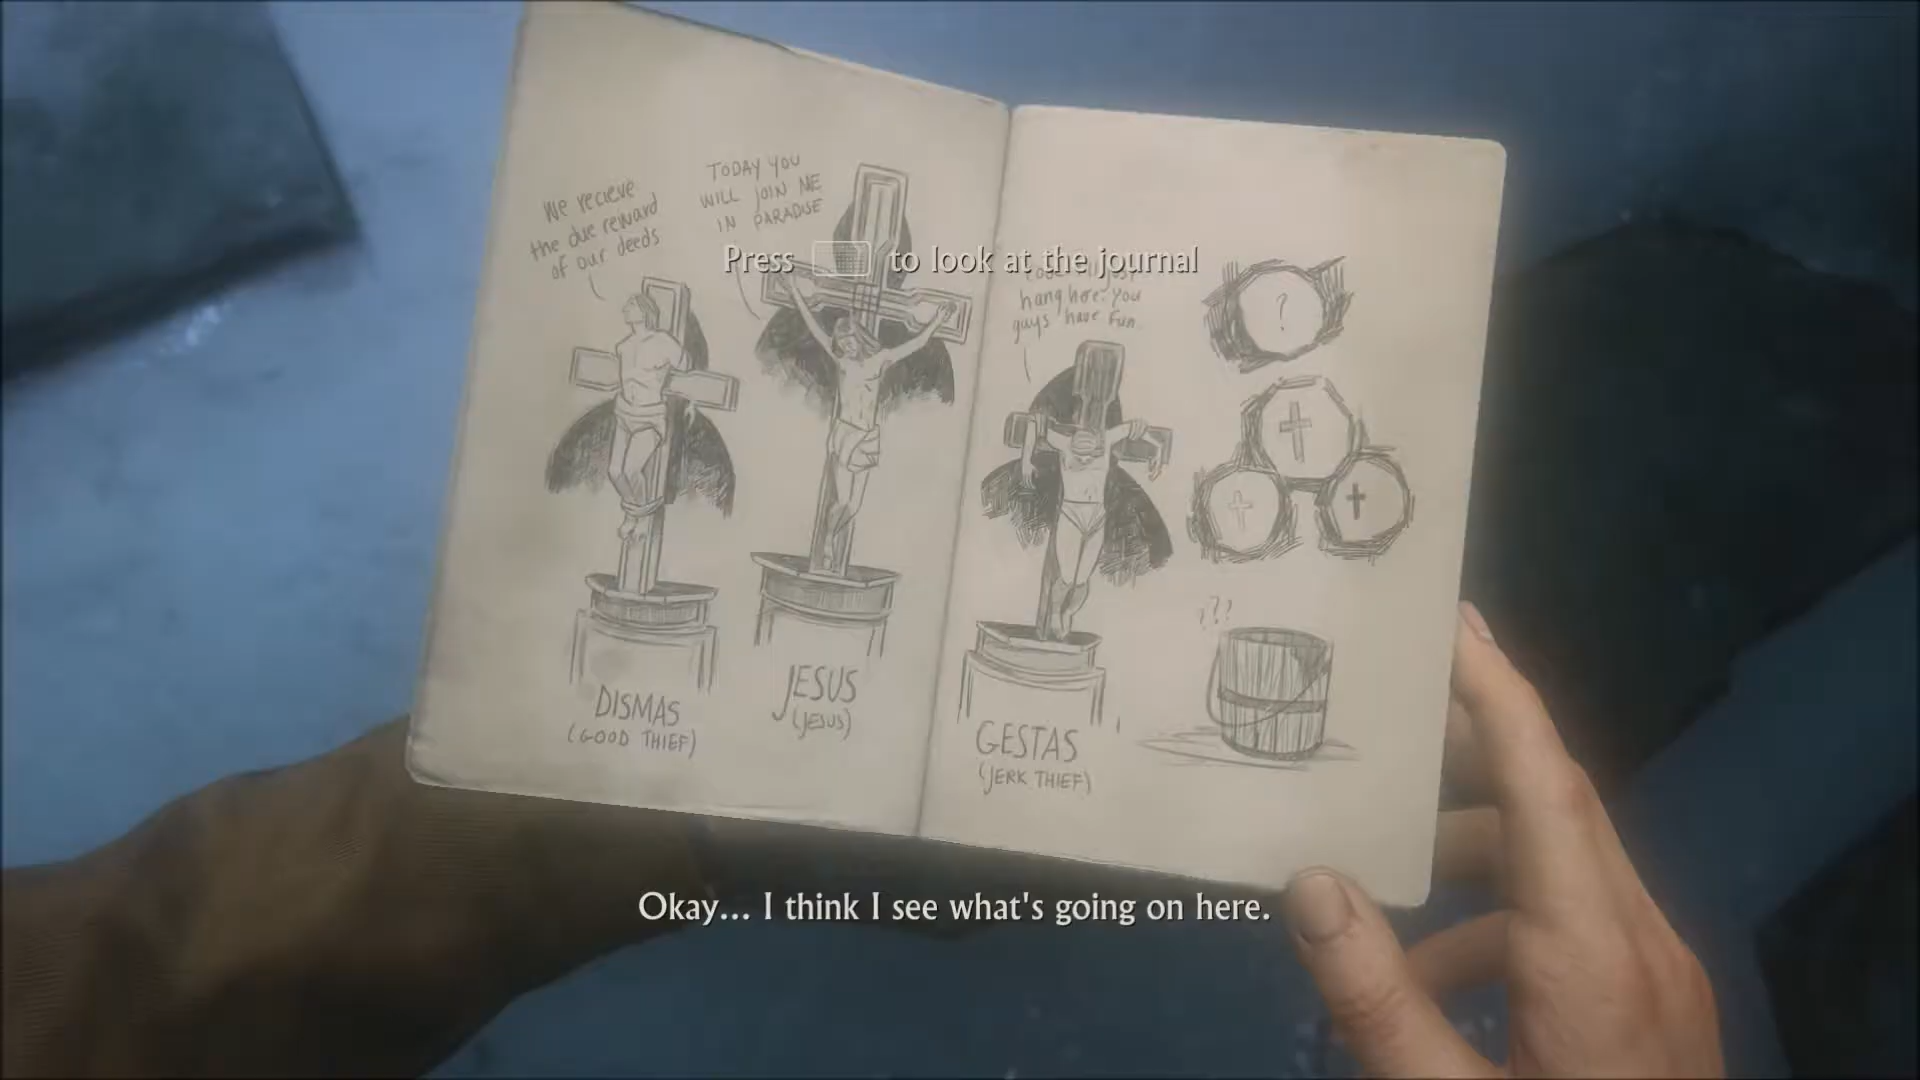 We recieve
the due reward
of our deeds
TODAY YOU
WILL JOIN ME
IN PARADISE
Press to look at the journal
hang here. You
guys have fun.
?
???
DISMAS
(GOOD THIEF)
JESUS
(JESUS)
GESTAS
(JERK THIEF)
Okay... I think I see what's going on here.